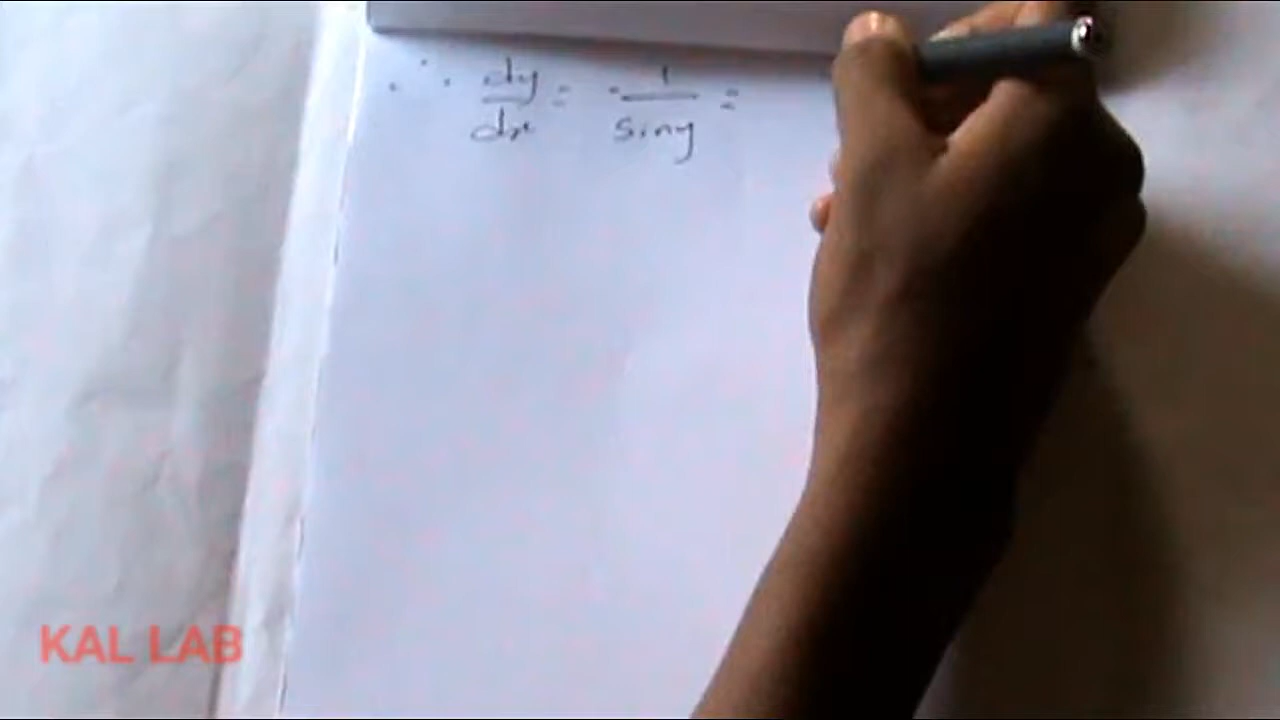 ∴ dy/dx = - 1/siny =
KAL LAB